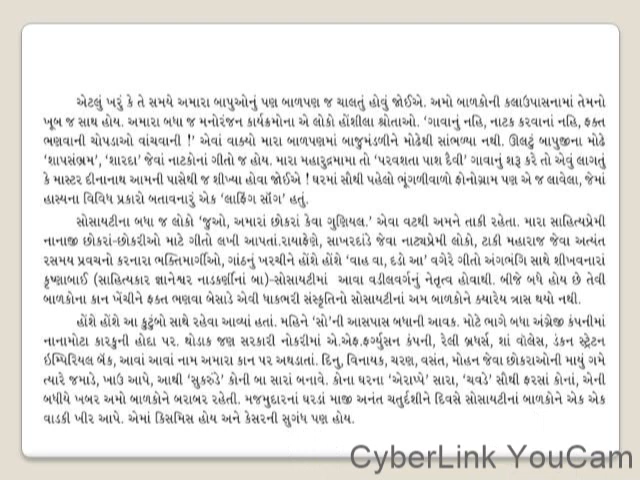 એટલું ખરું કે તે સમયે અમારા બાપુઓનું પણ બાળપણ જ ચાલતું હોવું જોઈએ. અમો બાળકોની કલાઉપાસનામાં તેમનો
ખૂબ જ સાથ હોય. અમારા બધા જ મનોરંજન કાર્યક્રમોના એ લોકો હોંશીલા શ્રોતાઓ. ‘ગાવાનું નહિ, નાટક કરવાનાં નહિ, ફક્ત
ભણવાની ચોપડાઓ વાંચવાની !’ એવાં વાક્યો મારા બાળપણમાં બાજુમંડળીને મોઢેથી સાંભળ્યા નથી. ઊલટું બાપુજીના મોઢે
‘શાપસંભ્રમ’, ‘શારદા’ જેવાં નાટકોનાં ગીતો જ હોય. મારા મહારુદ્રમામા તો ‘પરવશતા પાશ દૈવી’ ગાવાનું શરૂ કરે તો એવું લાગતું
કે માસ્ટર દીનાનાથ આમની પાસેથી જ શીખ્યા હોવા જોઈએ ! ઘરમાં સૌથી પહેલો ભૂંગળીવાળો ફોનોગ્રામ પણ એ જ લાવેલા, જેમાં
હાસ્યના વિવિધ પ્રકારો બતાવનારું એક ‘લાફિંગ સૉંગ’ હતું.
સોસાયટીના બધા જ લોકો ‘જુઓ, અમારાં છોકરાં કેવા ગુણિયલ.’ એવા વટથી અમને તાકી રહેતા. મારા સાહિત્યપ્રેમી
નાનાજી છોકરાં-છોકરીઓ માટે ગીતો લખી આપતાં.રાયાફેણે, સાખરદાંડે જેવા નાટ્યપ્રેમી લોકો, ટાકી મહારાજ જેવા અત્યંત
રસમય પ્રવચનો કરનારા ભક્તિમાર્ગીઓ, ગાંઠનું ખરચીને હોંશે હોંશે ‘વાહ વા, દડો આ’ વગેરે ગીતો અંગભંગિ સાથે શીખવનારાં
કૃષ્ણાબાઈ (સાહિત્યકાર જ્ઞાનેશ્વર નાડકર્ણીનાં બા)-સોસાયટીમાં આવા વડીલવર્ગનું નેતૃત્વ હોવાથી. બીજે બધે હોય છે તેવી
બાળકોના કાન ખેંચીને ફક્ત ભણવા બેસાડે એવી ધાકભરી સંસ્કૃતિનો સોસાયટીનાં અમ બાળકોને ક્યારેય ત્રાસ થયો નથી.
હોંશે હોંશે આ કુટુંબો સાથે રહેવા આવ્યાં હતાં. મહિને ‘સો’ની આસપાસ બધાની આવક. મોટે ભાગે બધા અંગ્રેજી કંપનીમાં
નાનામોટા કારકુની હોદા પર. થોડાક જણ સરકારી નોકરીમાં એ.એફ.ફર્ગ્યુસન કંપની, રેલી બ્રધર્સ, શાં વોલેસ, ડંકન સ્ટ્રેટન
ઇમ્પિરિયલ બૅંક, આવાં આવાં નામ અમારા કાન પર અથડાતાં. દિનુ, વિનાયક, ચરણ, વસંત, મોહન જેવા છોકરાઓની માયું ગમે
ત્યારે જમાડે, ખાઉ આપે, આથી ‘સુકરુંડે’ કોની બા સારાં બનાવે. કોના ઘરના ‘એરાપ્પે’ સારા, ‘ચવડે’ સૌથી ફરસાં કોનાં, એની
બધીયે ખબર અમો બાળકોને બરાબર રહેતી. મજમુદારનાં ઘરડાં માજી અનંત ચતુર્દશીને દિવસે સોસાયટીનાં બાળકોને એક એક
વાડકી ખીર આપે. એમાં કિસમિસ હોય અને કેસરની સુગંધ પણ હોય.
CyberLink YouCam